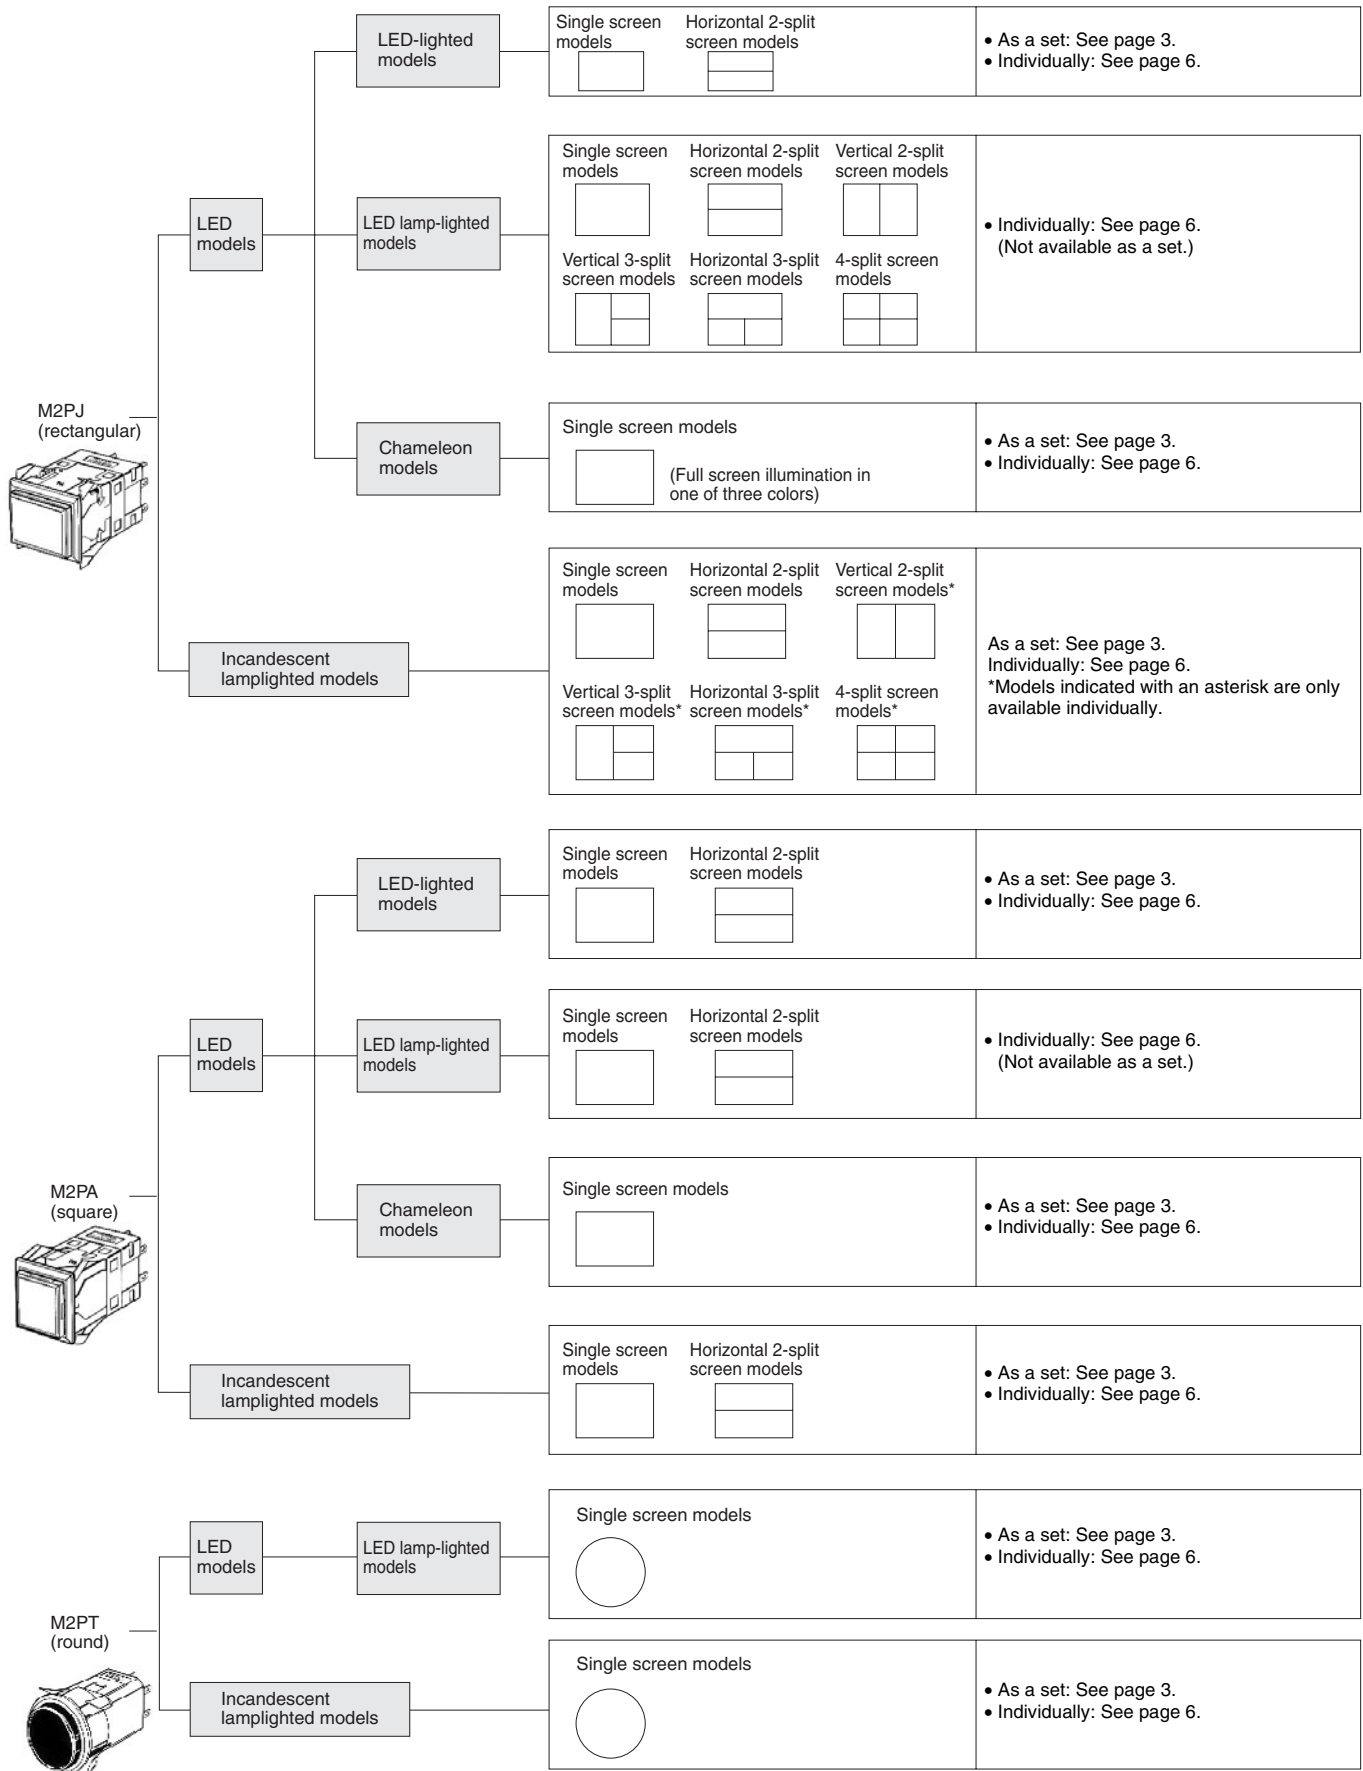 LED-lighted
models
Single screen
models
Horizontal 2-split
screen models
• As a set: See page 3.
• Individually: See page 6.
LED
models
LED lamp-lighted
models
Single screen
models
Horizontal 2-split
screen models
Vertical 2-split
screen models
Vertical 3-split
screen models
Horizontal 3-split
screen models
4-split screen
models
• Individually: See page 6.
(Not available as a set.)
M2PJ
(rectangular)
Chameleon
models
Single screen models
(Full screen illumination in
one of three colors)
• As a set: See page 3.
• Individually: See page 6.
Incandescent
lamplighted models
Single screen
models
Horizontal 2-split
screen models
Vertical 2-split
screen models*
Vertical 3-split
screen models*
Horizontal 3-split
screen models*
4-split screen
models*
As a set: See page 3.
Individually: See page 6.
*Models indicated with an asterisk are only
available individually.
LED-lighted
models
Single screen
models
Horizontal 2-split
screen models
• As a set: See page 3.
• Individually: See page 6.
LED
models
LED lamp-lighted
models
Single screen
models
Horizontal 2-split
screen models
• Individually: See page 6.
(Not available as a set.)
M2PA
(square)
Chameleon
models
Single screen models
• As a set: See page 3.
• Individually: See page 6.
Incandescent
lamplighted models
Single screen
models
Horizontal 2-split
screen models
• As a set: See page 3.
• Individually: See page 6.
LED
models
LED lamp-lighted
models
Single screen models
• As a set: See page 3.
• Individually: See page 6.
M2PT
(round)
Incandescent
lamplighted models
Single screen models
• As a set: See page 3.
• Individually: See page 6.